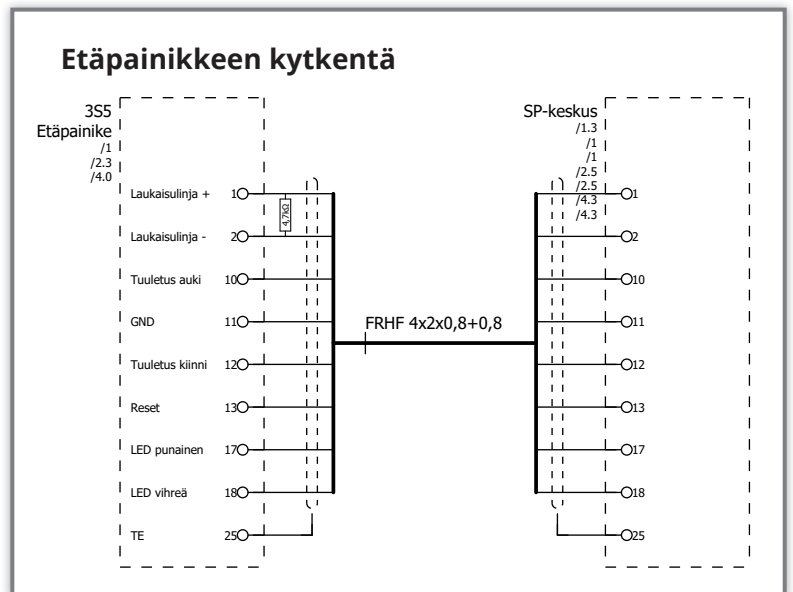 Etäpainikkeen kytkentä
3S5
Etäpainike
/1
/2.3
/4.0
SP-keskus
/1.3
/1
/1
/2.5
/2.5
/4.3
/4.3
Laukaisulinja + 1 1
4,7kΩ
Laukaisulinja - 2 2
Tuuletus auki 10 10
GND 11 11
FRHF 4x2x0,8+0,8
Tuuletus kiinni 12 12
Reset 13 13
LED punainen 17 17
LED vihreä 18 18
TE 25 25